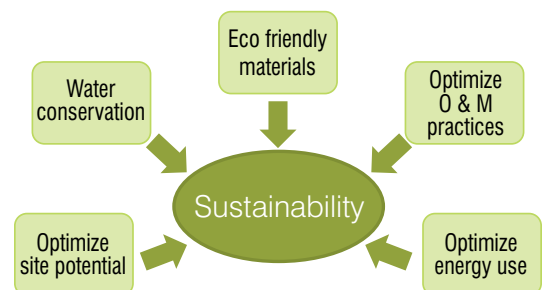 Eco friendly
materials
Water
conservation
Optimize
O & M
practices
Sustainability
Optimize
site potential
Optimize
energy use